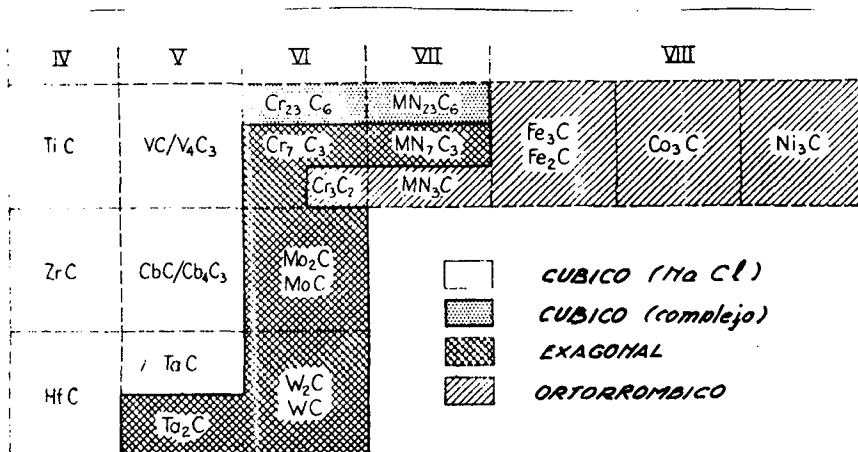 IV V VI VII VIII
Cr23 C6 MN23C6
Ti C VC/V4C3 Cr7 C3 MN7 C3 Fe3C Co3 C Ni3C
Fe2C
Cr3C2 MN3C
Zr C CbC/Cb4C3 Mo2C
MoC
CUBICO (Na Cl)
CUBICO (complejo)
Ta C
EXAGONAL
Hf C W2C
WC
ORTORROMBICO
Ta2C